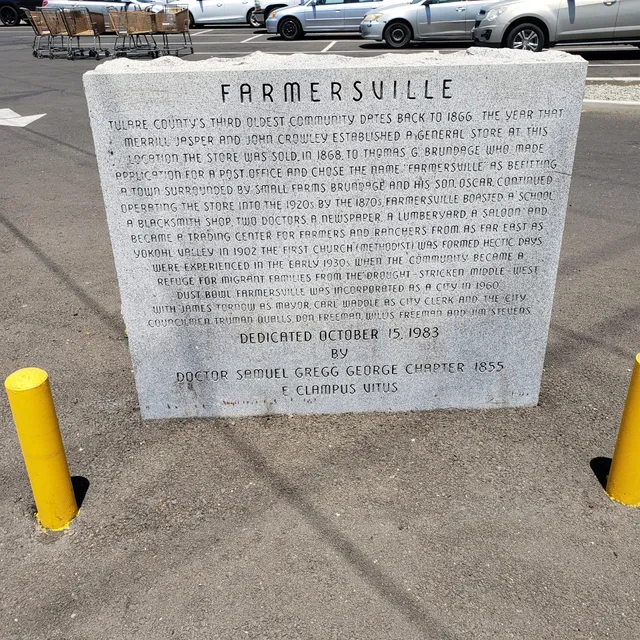 FARMERSVILLE
TULARE COUNTY'S THIRD OLDEST COMMUNITY DATES BACK TO 1866, THE YEAR THAT
MERRILL JASPER AND JOHN CROWLEY ESTABLISHED A GENERAL STORE AT THIS
LOCATION THE STORE WAS SOLD, IN 1868, TO THOMAS G. BRUNDAGE WHO MADE
APPLICATION FOR A POST OFFICE AND CHOSE THE NAME "FARMERSVILLE" AS BEFITTING
A TOWN SURROUNDED BY SMALL FARMS BRUNDAGE AND HIS SON, OSCAR, CONTINUED
OPERATING THE STORE INTO THE 1920s BY THE 1870s, FARMERSVILLE BOASTED A SCHOOL
A BLACKSMITH SHOP, TWO DOCTORS, A NEWSPAPER, A LUMBERYARD, A SALOON, AND
BECAME A TRADING CENTER FOR FARMERS AND RANCHERS FROM AS FAR EAST AS
YOKOHL VALLEY IN 1902 THE FIRST CHURCH (METHODIST) WAS FORMED HECTIC DAYS
WERE EXPERIENCED IN THE EARLY 1930s WHEN THE COMMUNITY BECAME A
REFUGE FOR MIGRANT FAMILIES FROM THE DROUGHT-STRICKEN MIDDLE-WEST
DUST BOWL FARMERSVILLE WAS INCORPORATED AS A CITY IN 1960
WITH JAMES TORNOW AS MAYOR, CARL WADDLE AS CITY CLERK AND THE CITY
COUNCILMEN TRUMAN QUALLS, DON FREEMAN, WILLIS FREEMAN AND JIM STEVENS
DEDICATED OCTOBER 15, 1983
BY
DOCTOR SAMUEL GREGG GEORGE CHAPTER 1855
E CLAMPUS VITUS